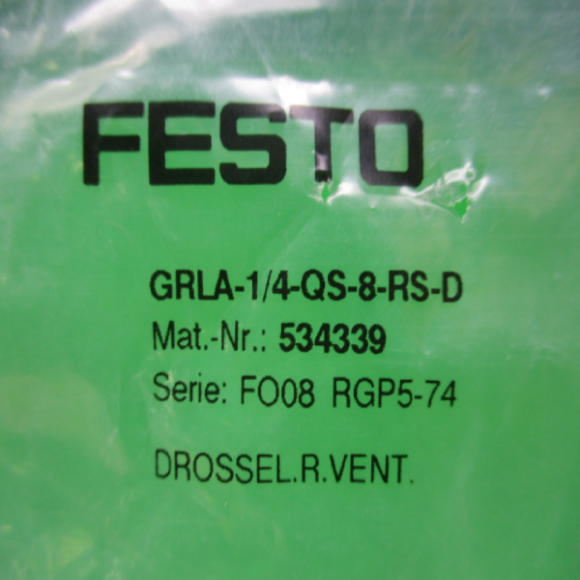 FESTO
GRLA-1/4-QS-8-RS-D
Mat.-Nr.: 534339
Serie: FO08 RGP5-74
DROSSEL.R.VENT.